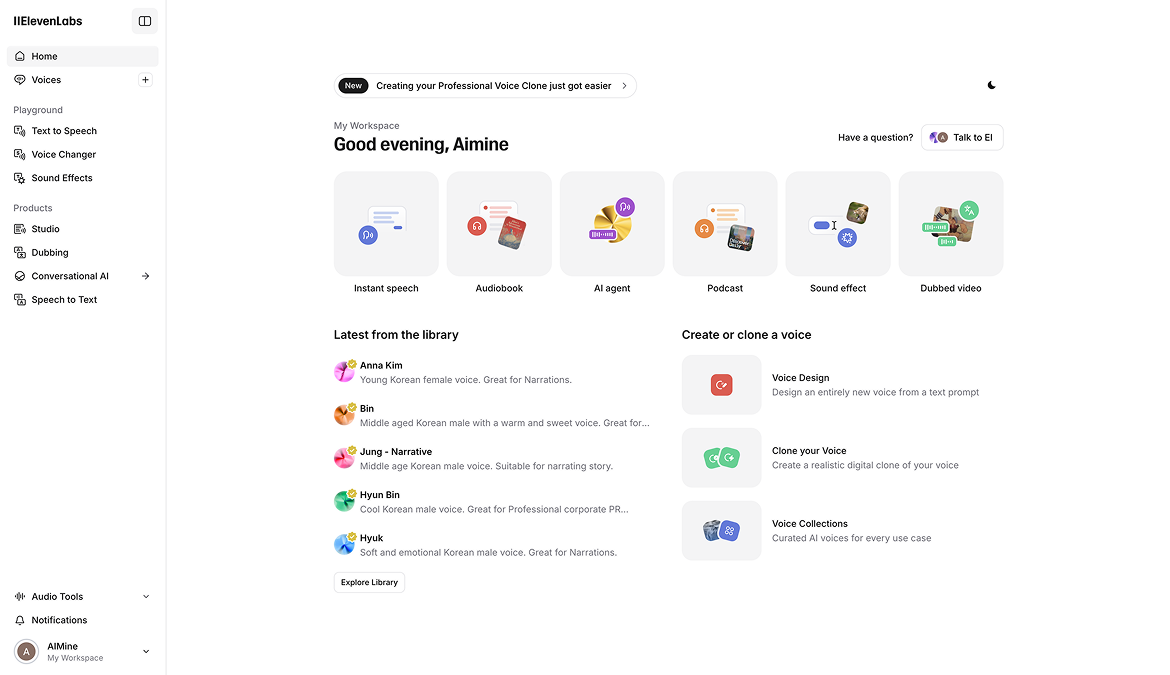 IIElevenLabs
Home
Voices
Playground
Text to Speech
Voice Changer
Sound Effects
Products
Studio
Dubbing
Conversational AI
Speech to Text
Audio Tools
Notifications
A
AIMine
My Workspace
New Creating your Professional Voice Clone just got easier
My Workspace
Good evening, Aimine
Have a question?
A Talk to El
Instant speech
Audiobook
AI agent
Podcast
Sound effect
Dubbed video
Latest from the library
Anna Kim
Young Korean female voice. Great for Narrations.
Bin
Middle aged Korean male with a warm and sweet voice. Great for...
Jung - Narrative
Middle age Korean male voice. Suitable for narrating story.
Hyun Bin
Cool Korean male voice. Great for Professional corporate PR...
Hyuk
Soft and emotional Korean male voice. Great for Narrations.
Explore Library
Create or clone a voice
Voice Design
Design an entirely new voice from a text prompt
Clone your Voice
Create a realistic digital clone of your voice
Voice Collections
Curated AI voices for every use case